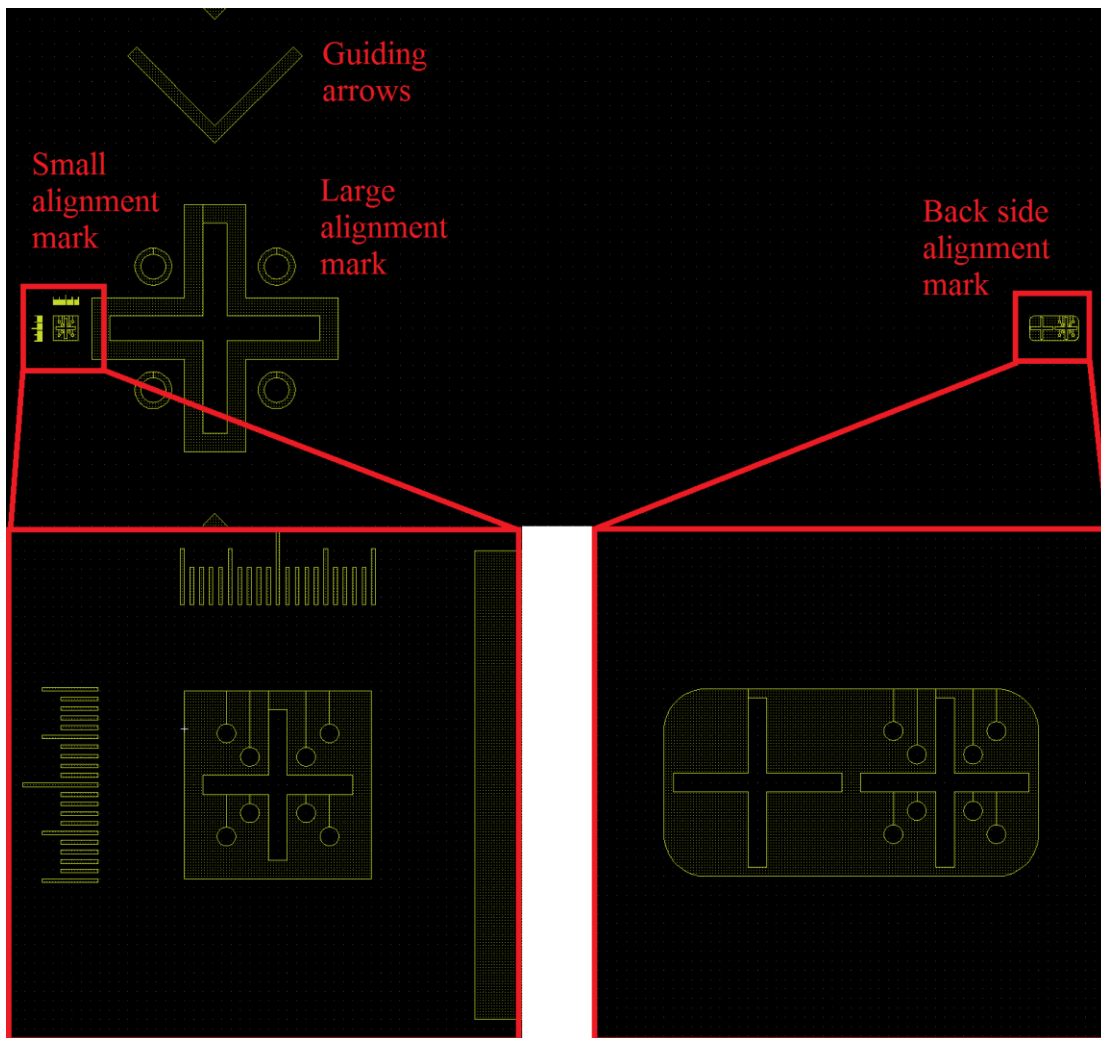 Guiding
arrows
Small
alignment
mark
Large
alignment
mark
Back side
alignment
mark